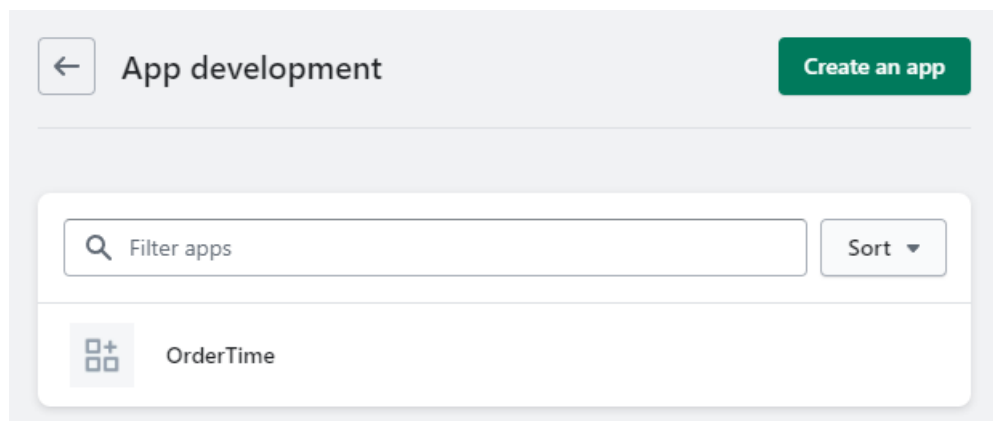 App development
Create an app
Filter apps
Sort
OrderTime